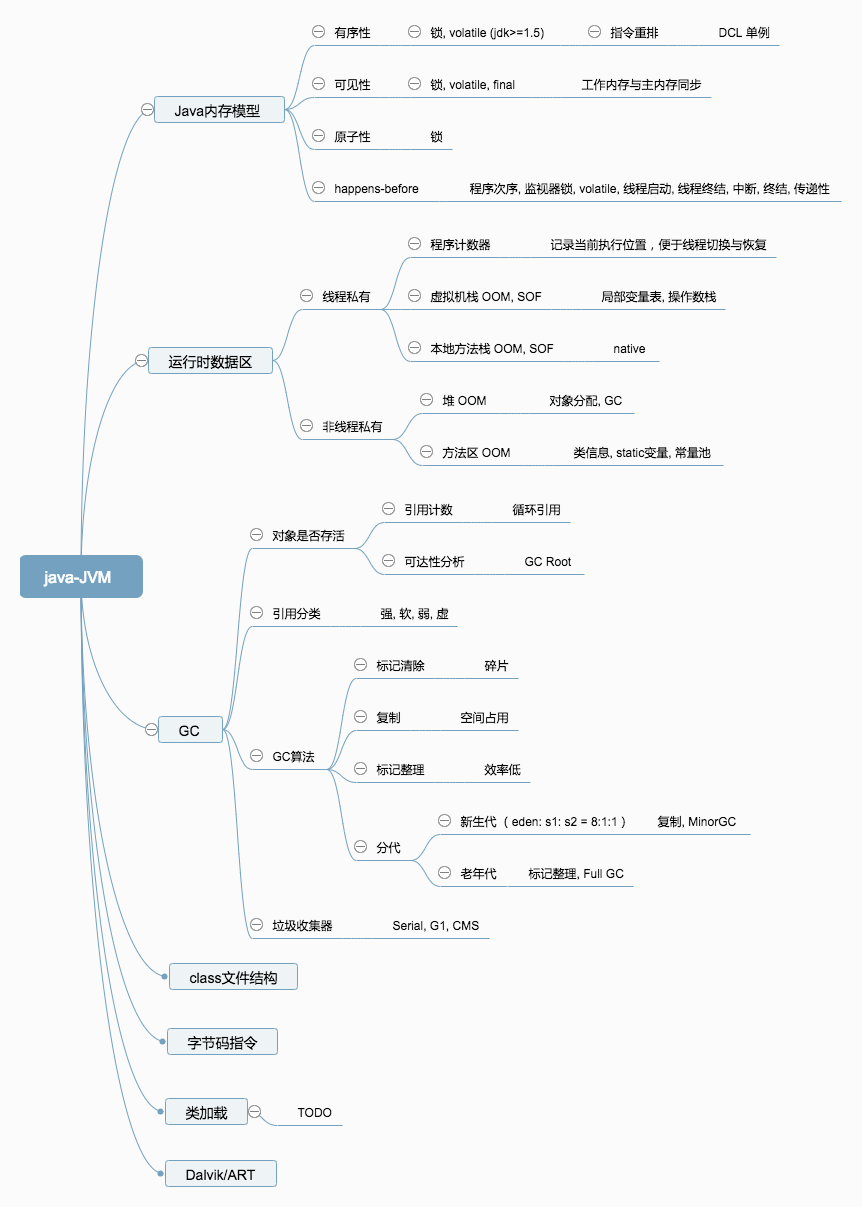 有序性 锁, volatile (jdk>=1.5) 指令重排 DCL 单例
可见性 锁, volatile, final 工作内存与主内存同步
Java内存模型
原子性 锁
happens-before 程序次序, 监视器锁, volatile, 线程启动, 线程终结, 中断, 终结, 传递性
程序计数器 记录当前执行位置，便于线程切换与恢复
线程私有 虚拟机栈 OOM, SOF 局部变量表, 操作数栈
本地方法栈 OOM, SOF native
运行时数据区
堆 OOM 对象分配, GC
非线程私有
方法区 OOM 类信息, static变量, 常量池
引用计数 循环引用
对象是否存活
可达性分析 GC Root
java-JVM
引用分类 强, 软, 弱, 虚
标记清除 碎片
复制 空间占用
GC
GC算法
标记整理 效率低
新生代（eden: s1: s2 = 8:1:1） 复制, MinorGC
分代
老年代 标记整理, Full GC
垃圾收集器 Serial, G1, CMS
class文件结构
字节码指令
类加载 TODO
Dalvik/ART